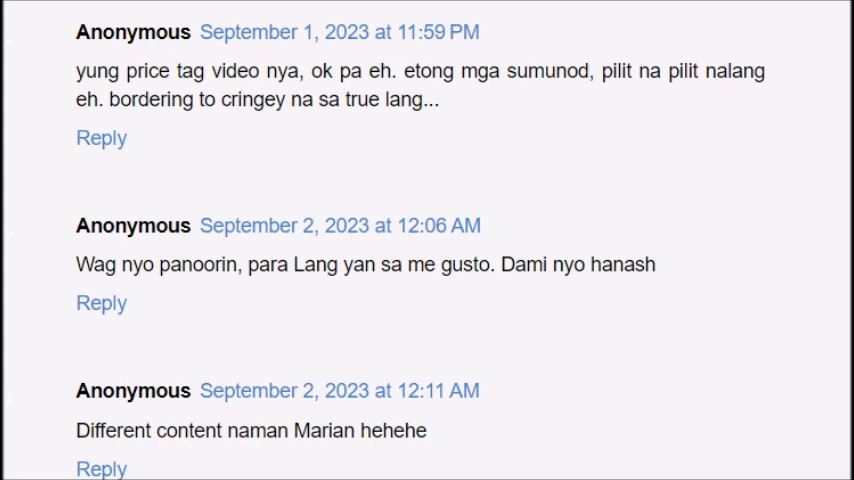 Anonymous September 1, 2023 at 11:59 PM
yung price tag video nya, ok pa eh. etong mga sumunod, pilit na pilit nalang
eh. bordering to cringey na sa true lang...
Reply
Anonymous September 2, 2023 at 12:06 AM
Wag nyo panoorin, para Lang yan sa me gusto. Dami nyo hanash
Reply
Anonymous September 2, 2023 at 12:11 AM
Different content naman Marian hehehe
Reply